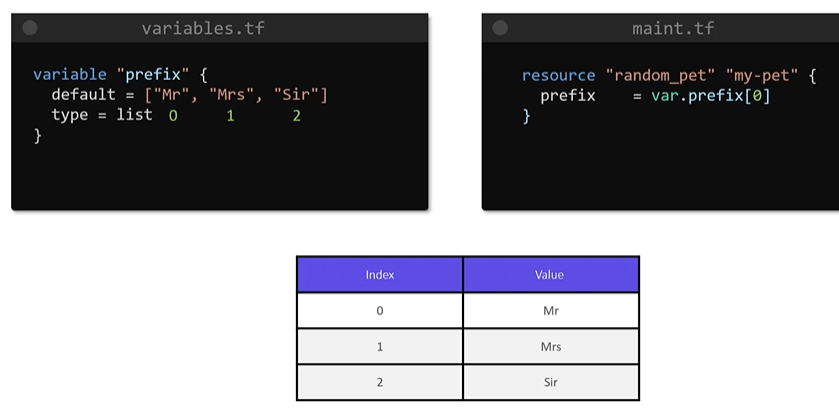 variables.tf
variable "prefix" {
  default = ["Mr", "Mrs", "Sir"]
  type = list 0 1 2
}
maint.tf
resource "random_pet" "my-pet" {
  prefix    = var.prefix[0]
}
Index Value
0 Mr
1 Mrs
2 Sir